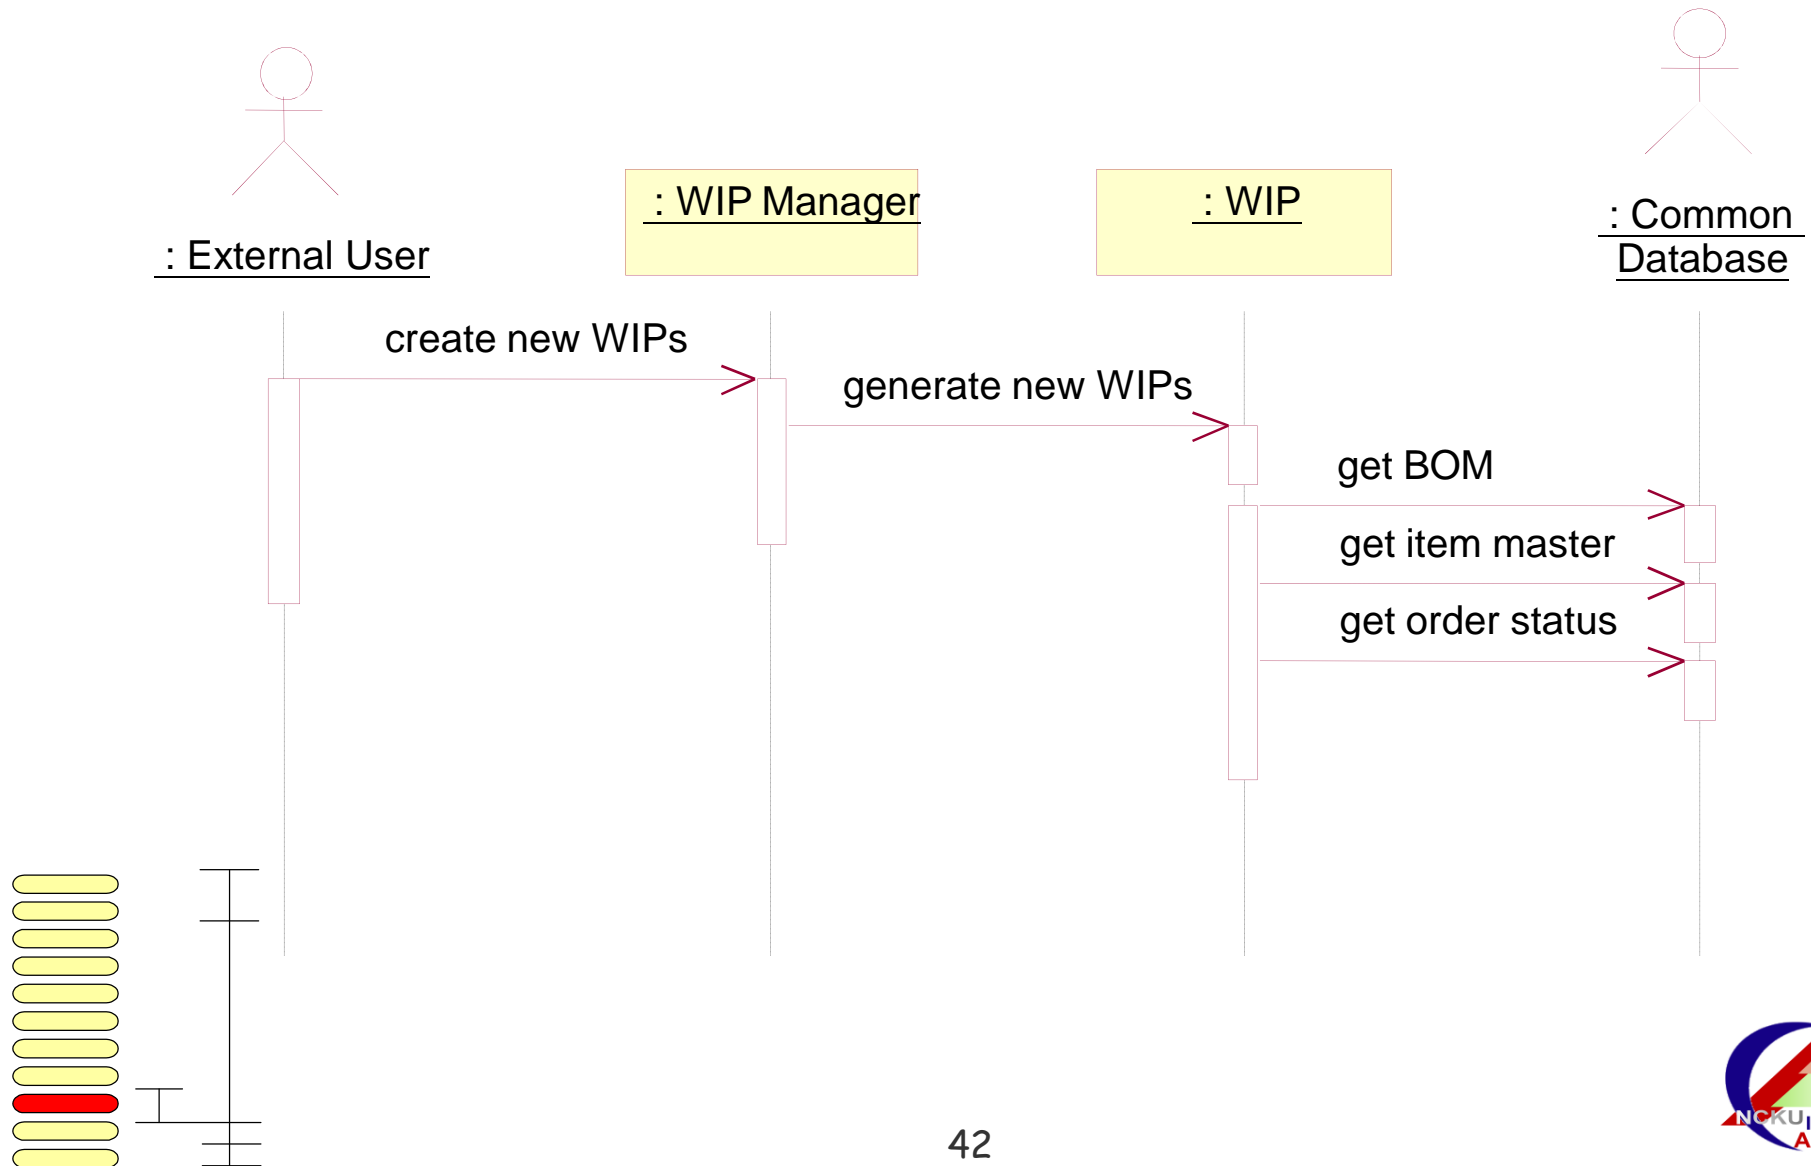 : External User
: WIP Manager
: WIP
: Common
Database
create new WIPs
generate new WIPs
get BOM
get item master
get order status
42
NCKU